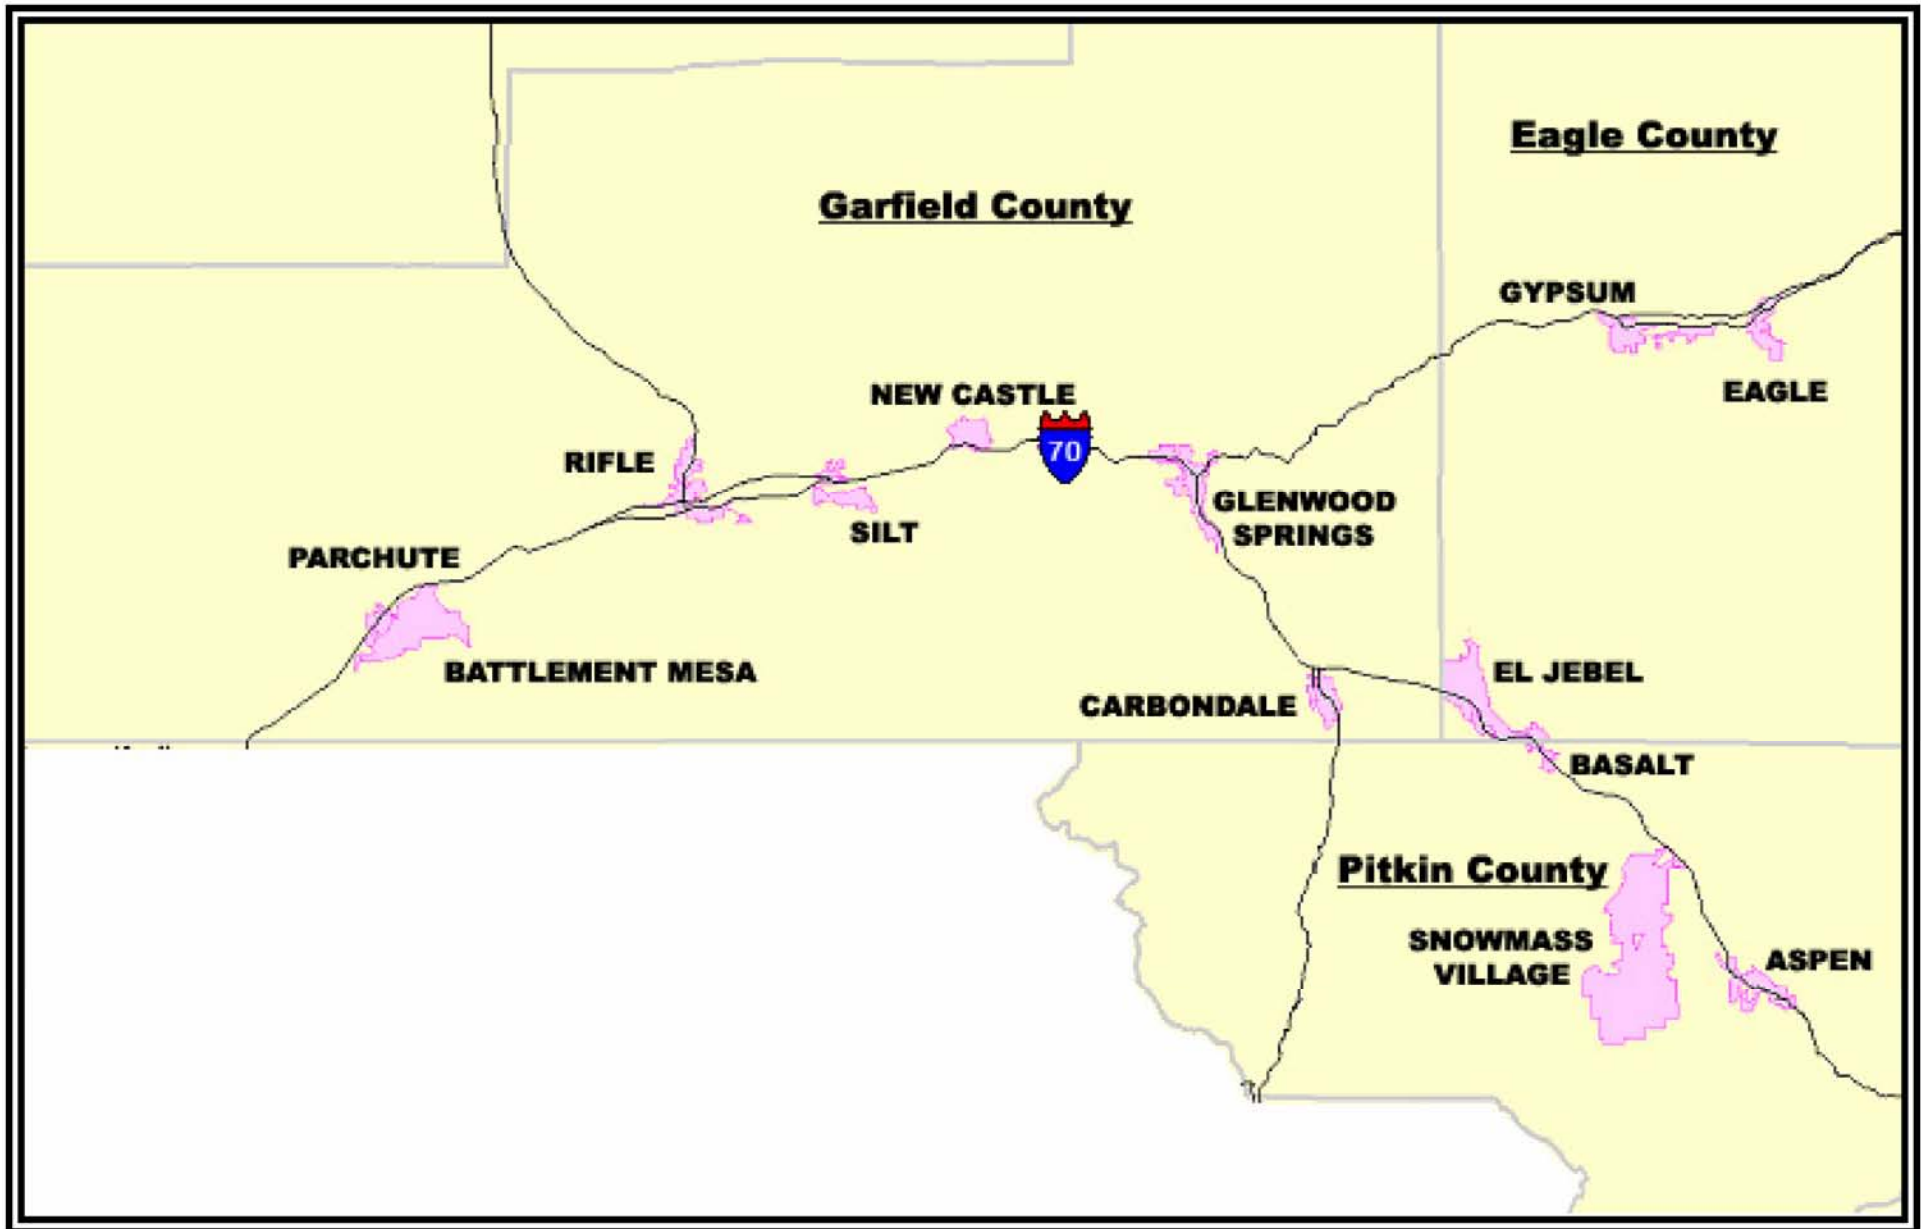 Eagle County
Garfield County
GYPSUM
EAGLE
NEW CASTLE
70
RIFLE
GLENWOOD
SPRINGS
SILT
PARCHUTE
BATTLEMENT MESA
EL JEBEL
CARBONDALE
BASALT
Pitkin County
SNOWMASS
VILLAGE
ASPEN